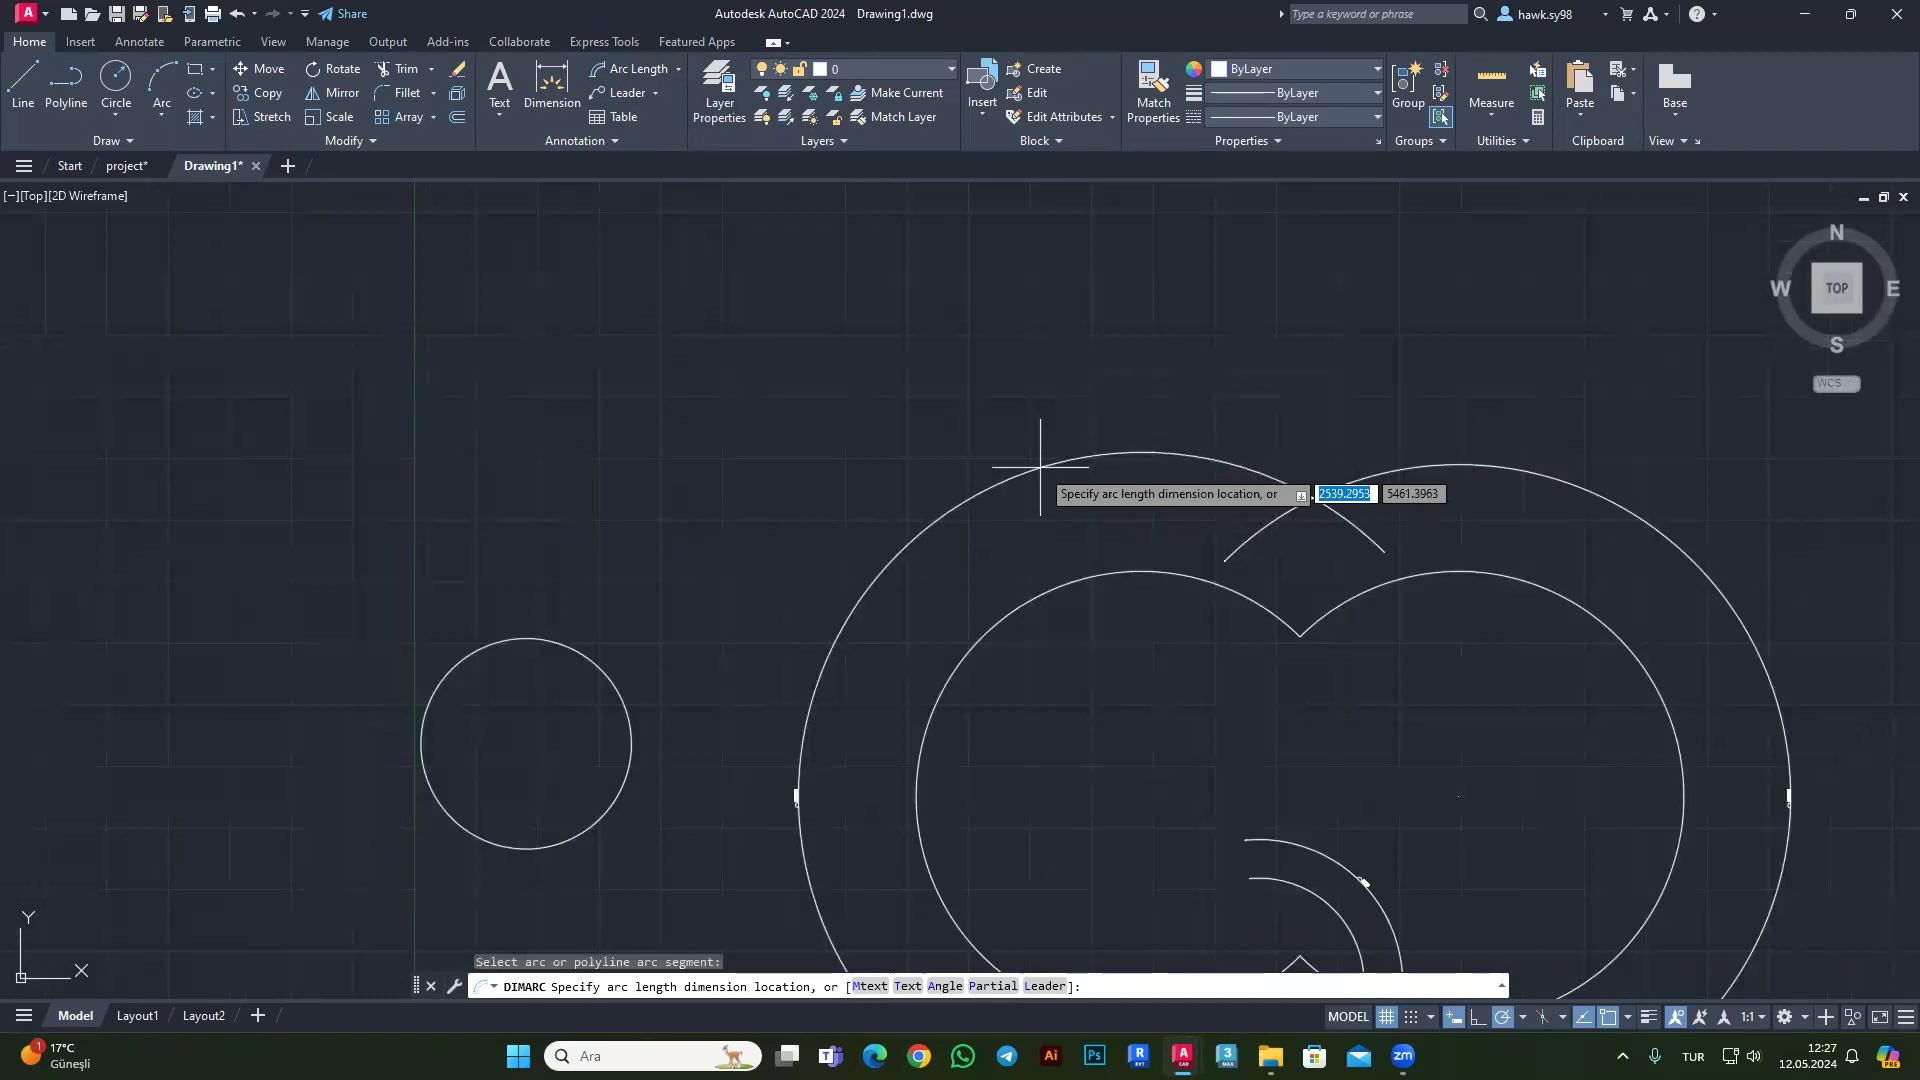 Share
Autodesk AutoCAD 2024 Drawing1.dwg
Type a keyword or phrase
hawk.sy98
Home Insert Annotate Parametric View Manage Output Add-ins Collaborate Express Tools Featured Apps
Move Rotate Trim Arc Length 0 Create ByLayer
Copy Mirror Fillet Leader Make Current Edit ByLayer
Line Polyline Circle Arc Text Dimension Layer Properties Insert Match Properties Group Measure Paste Base
Stretch Scale Array Table Match Layer Edit Attributes ByLayer
Draw Modify Annotation Layers Block Properties Groups Utilities Clipboard View
Start project* Drawing1*
[−][Top][2D Wireframe]
N
W TOP E
S
WCS
Specify arc length dimension location, or 2539.2953 5461.3963
Y
X
Select arc or polyline arc segment:
DIMARC Specify arc length dimension location, or [Mtext Text Angle Partial Leader]:
Model Layout1 Layout2
MODEL 1:1
1 17°C
Güneşli
Ara
Ai Ps zm
TUR
12:27
12.05.2024